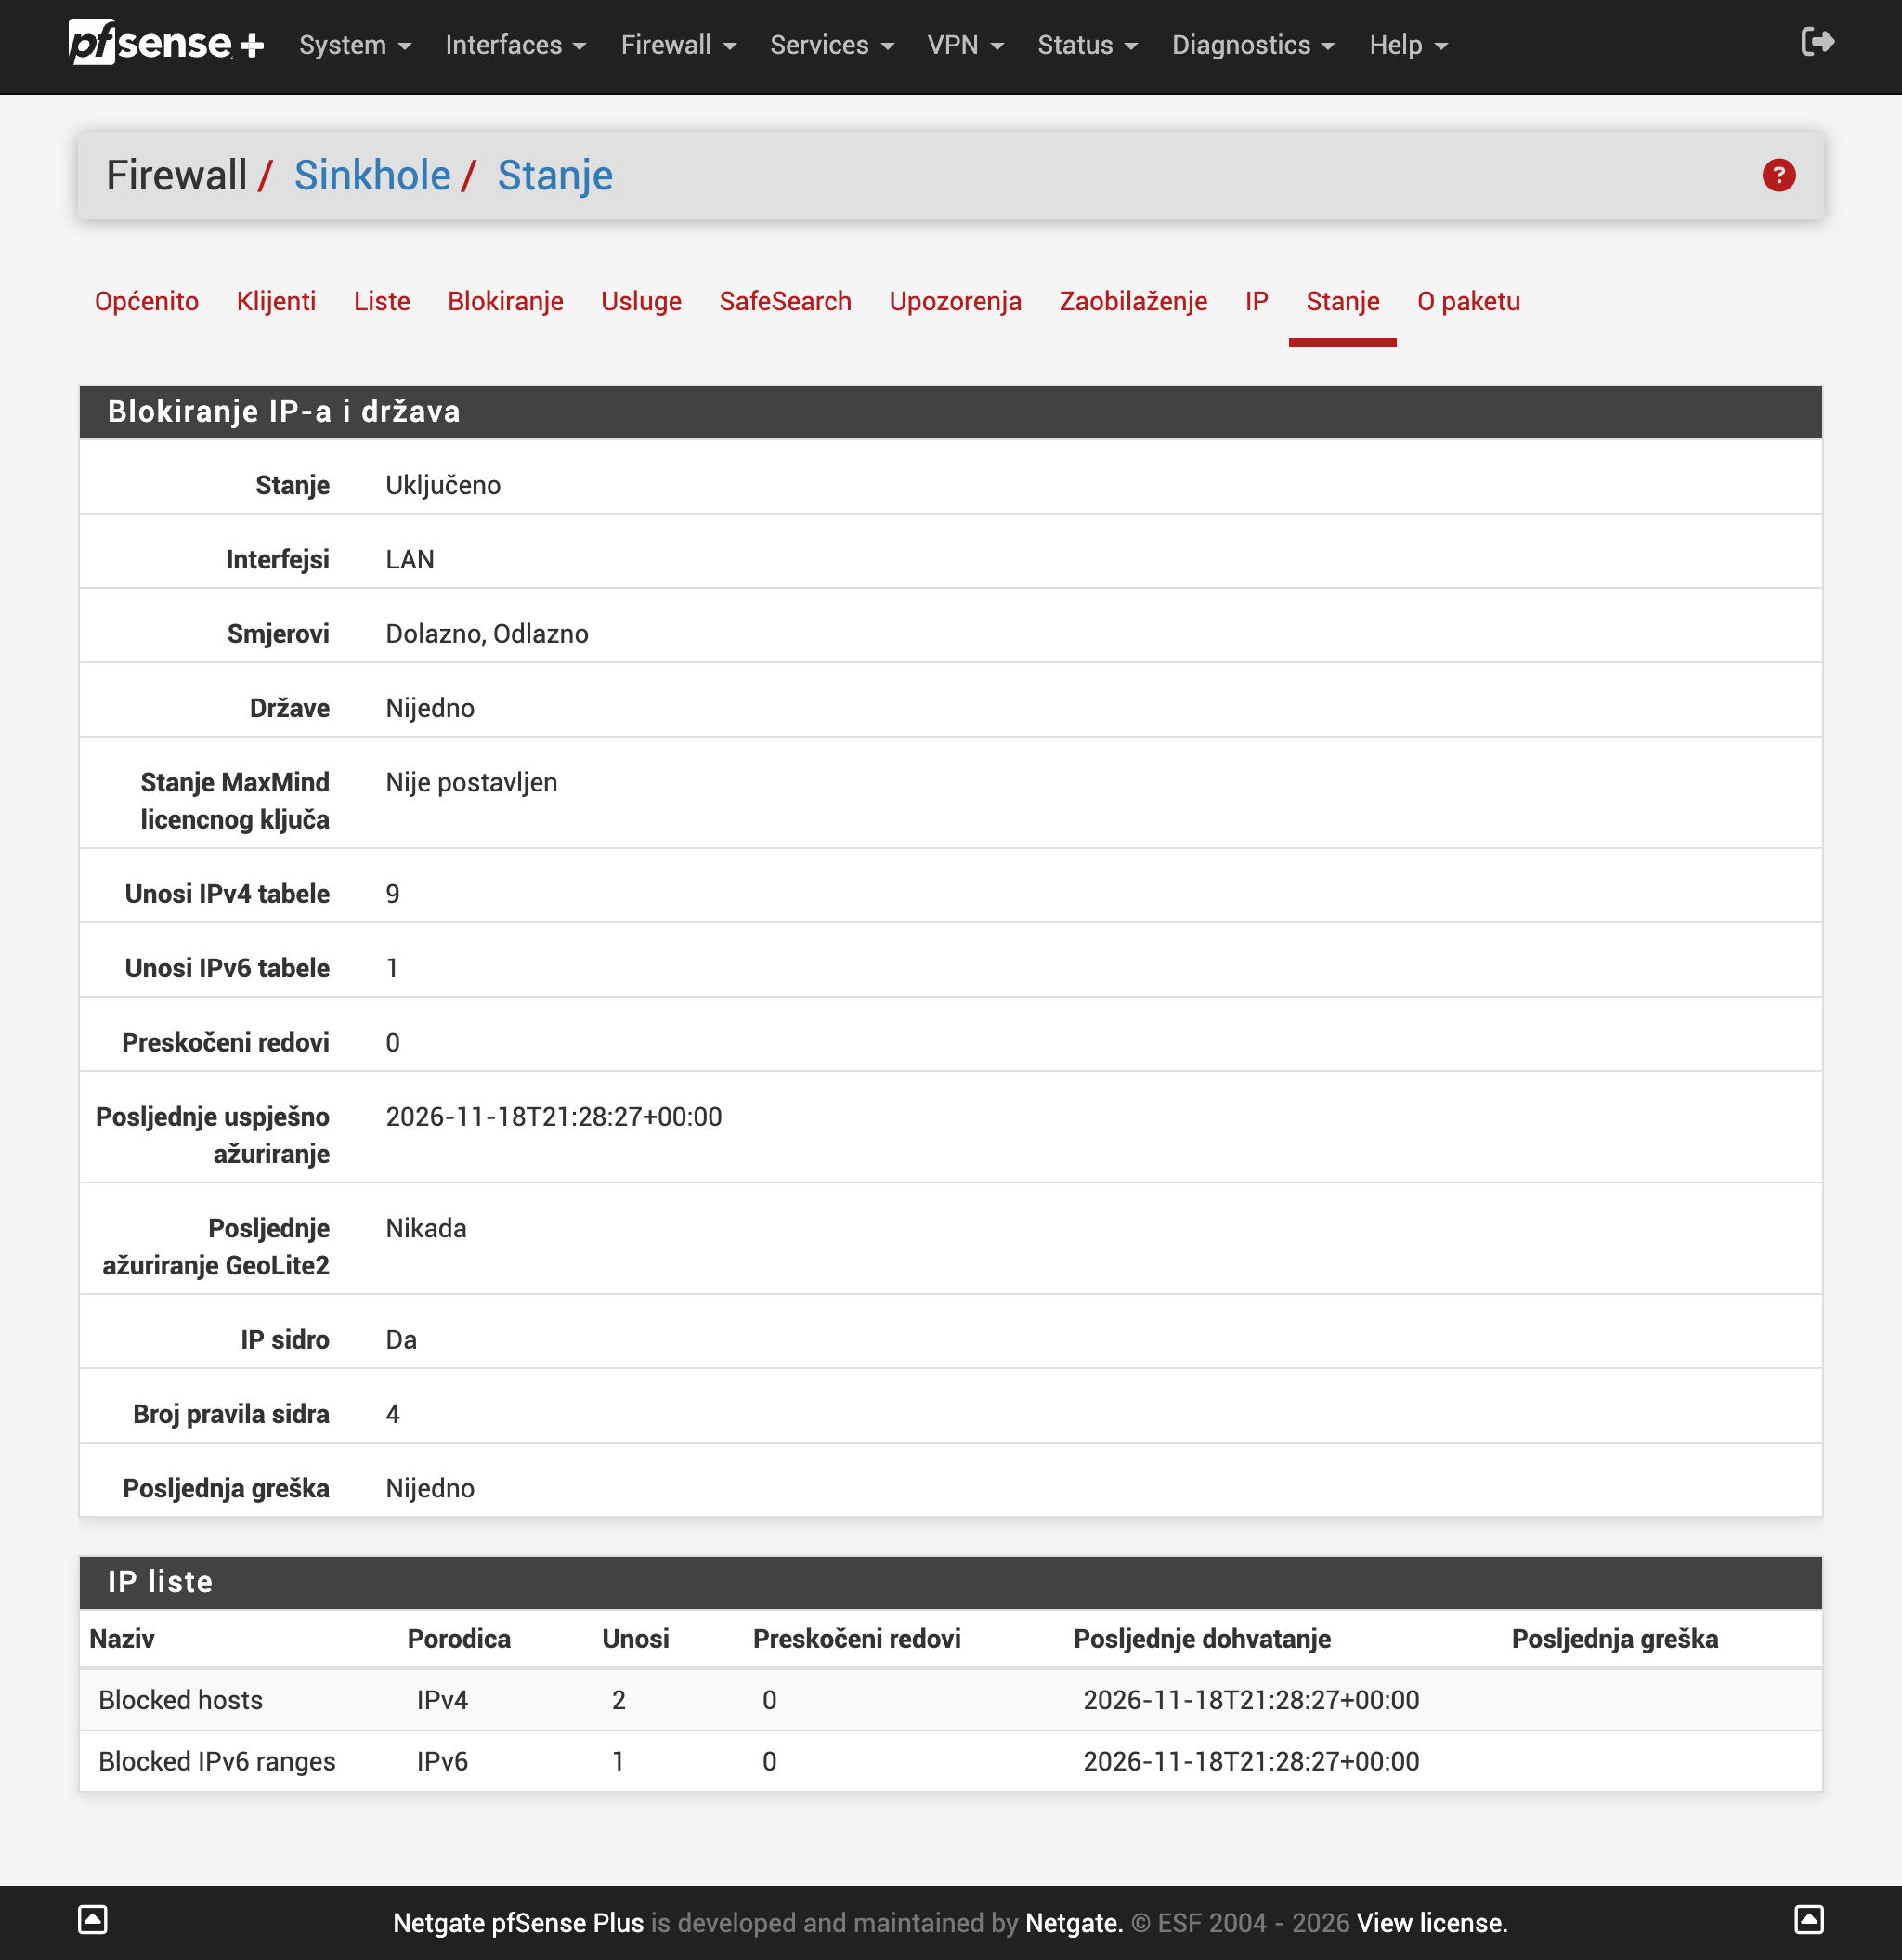 pfsense+ System Interfaces Firewall Services VPN Status Diagnostics Help
Firewall / Sinkhole / Stanje ?
Općenito Klijenti Liste Blokiranje Usluge SafeSearch Upozorenja Zaobilaženje IP Stanje O paketu
Blokiranje IP-a i država
Stanje Uključeno
Interfejsi LAN
Smjerovi Dolazno, Odlazno
Države Nijedno
Stanje MaxMind Nije postavljen
licencnog ključa
Unosi IPv4 tabele 9
Unosi IPv6 tabele 1
Preskočeni redovi 0
Posljednje uspješno 2026-11-18T21:28:27+00:00
ažuriranje
Posljednje Nikada
ažuriranje GeoLite2
IP sidro Da
Broj pravila sidra 4
Posljednja greška Nijedno
IP liste
Naziv Porodica Unosi Preskočeni redovi Posljednje dohvatanje Posljednja greška
Blocked hosts IPv4 2 0 2026-11-18T21:28:27+00:00
Blocked IPv6 ranges IPv6 1 0 2026-11-18T21:28:27+00:00
Netgate pfSense Plus is developed and maintained by Netgate. © ESF 2004 - 2026 View license.